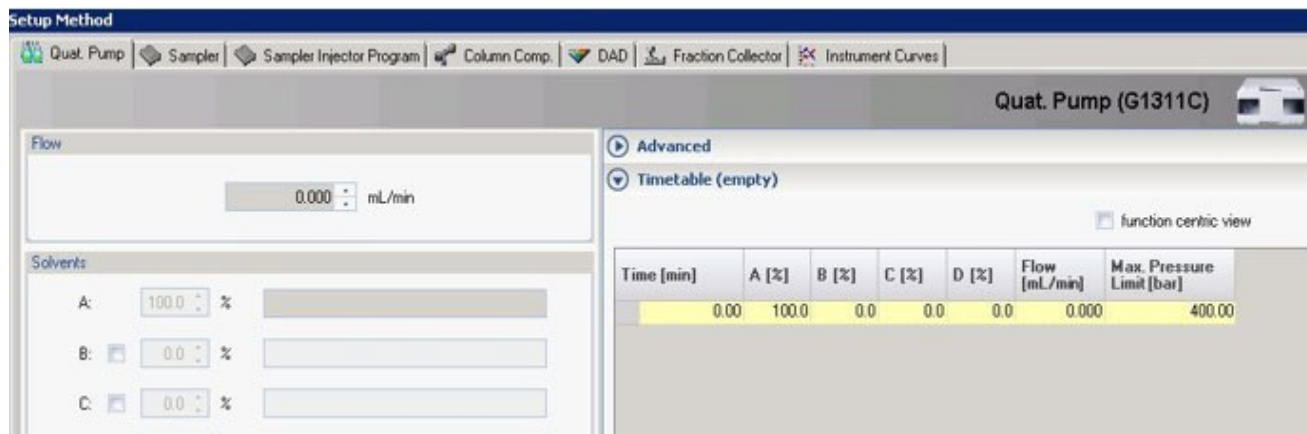 Setup Method
Quat. Pump Sampler Sampler Injector Program Column Comp. DAD Fraction Collector Instrument Curves
Quat. Pump (G1311C)
Flow
0.000 mL/min
Solvents
A: 100.0 %
B: 0.0 %
C: 0.0 %
Advanced
Timetable (empty)
function centric view
Time [min] A [%] B [%] C [%] D [%] Flow [mL/min] Max. Pressure Limit [bar]
0.00 100.0 0.0 0.0 0.0 0.000 400.00